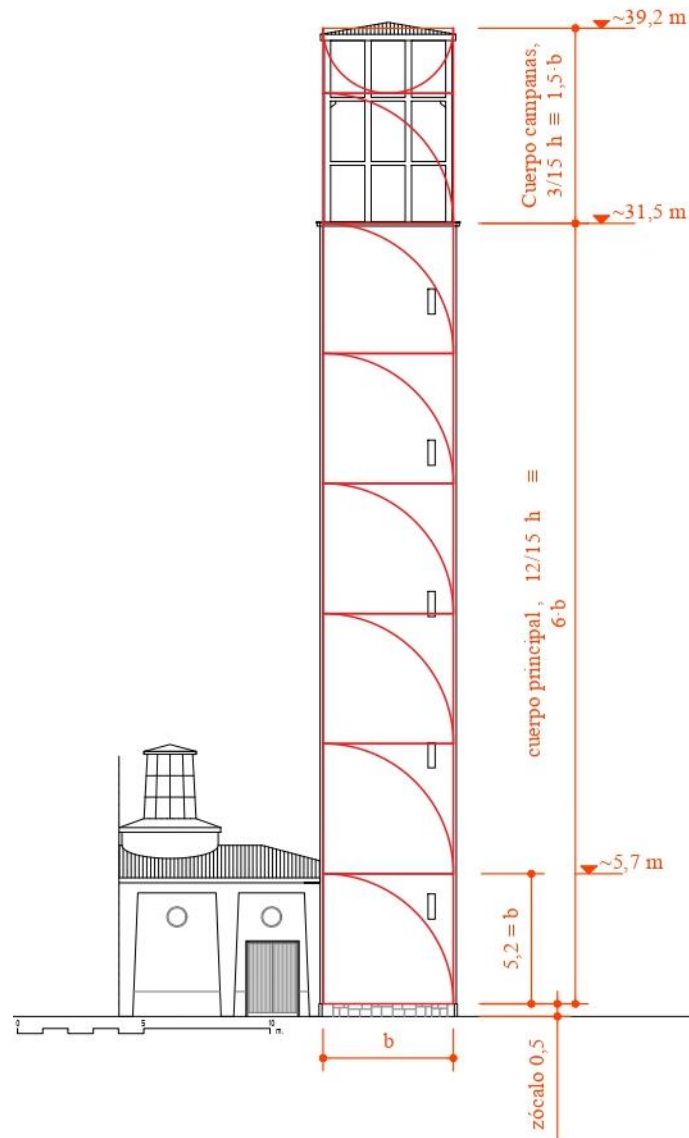 ~39,2 m
Cuerpo campanas,
3/15 h ≡ 1,5·b
~31,5 m
cuerpo principal , 12/15 h ≡
6·b
~5,7 m
5,2 = b
zócalo 0,5
b
0 5 10 m.